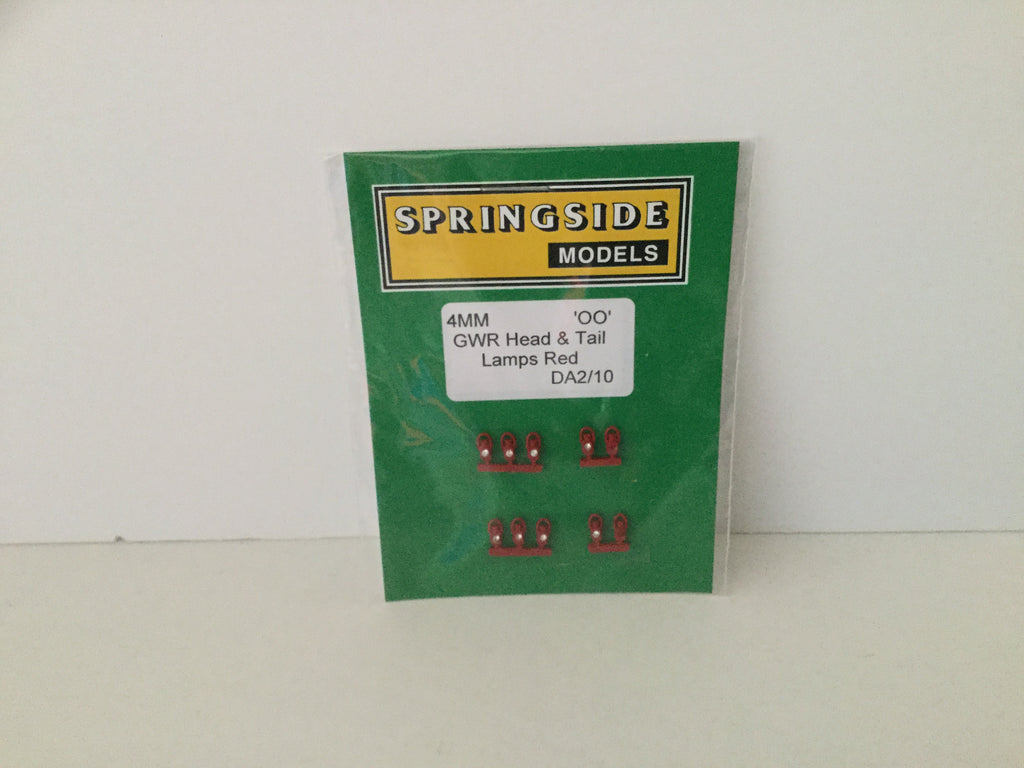 SPRINGSIDE
MODELS
4MM 'OO'
GWR Head & Tail
Lamps Red
DA2/10